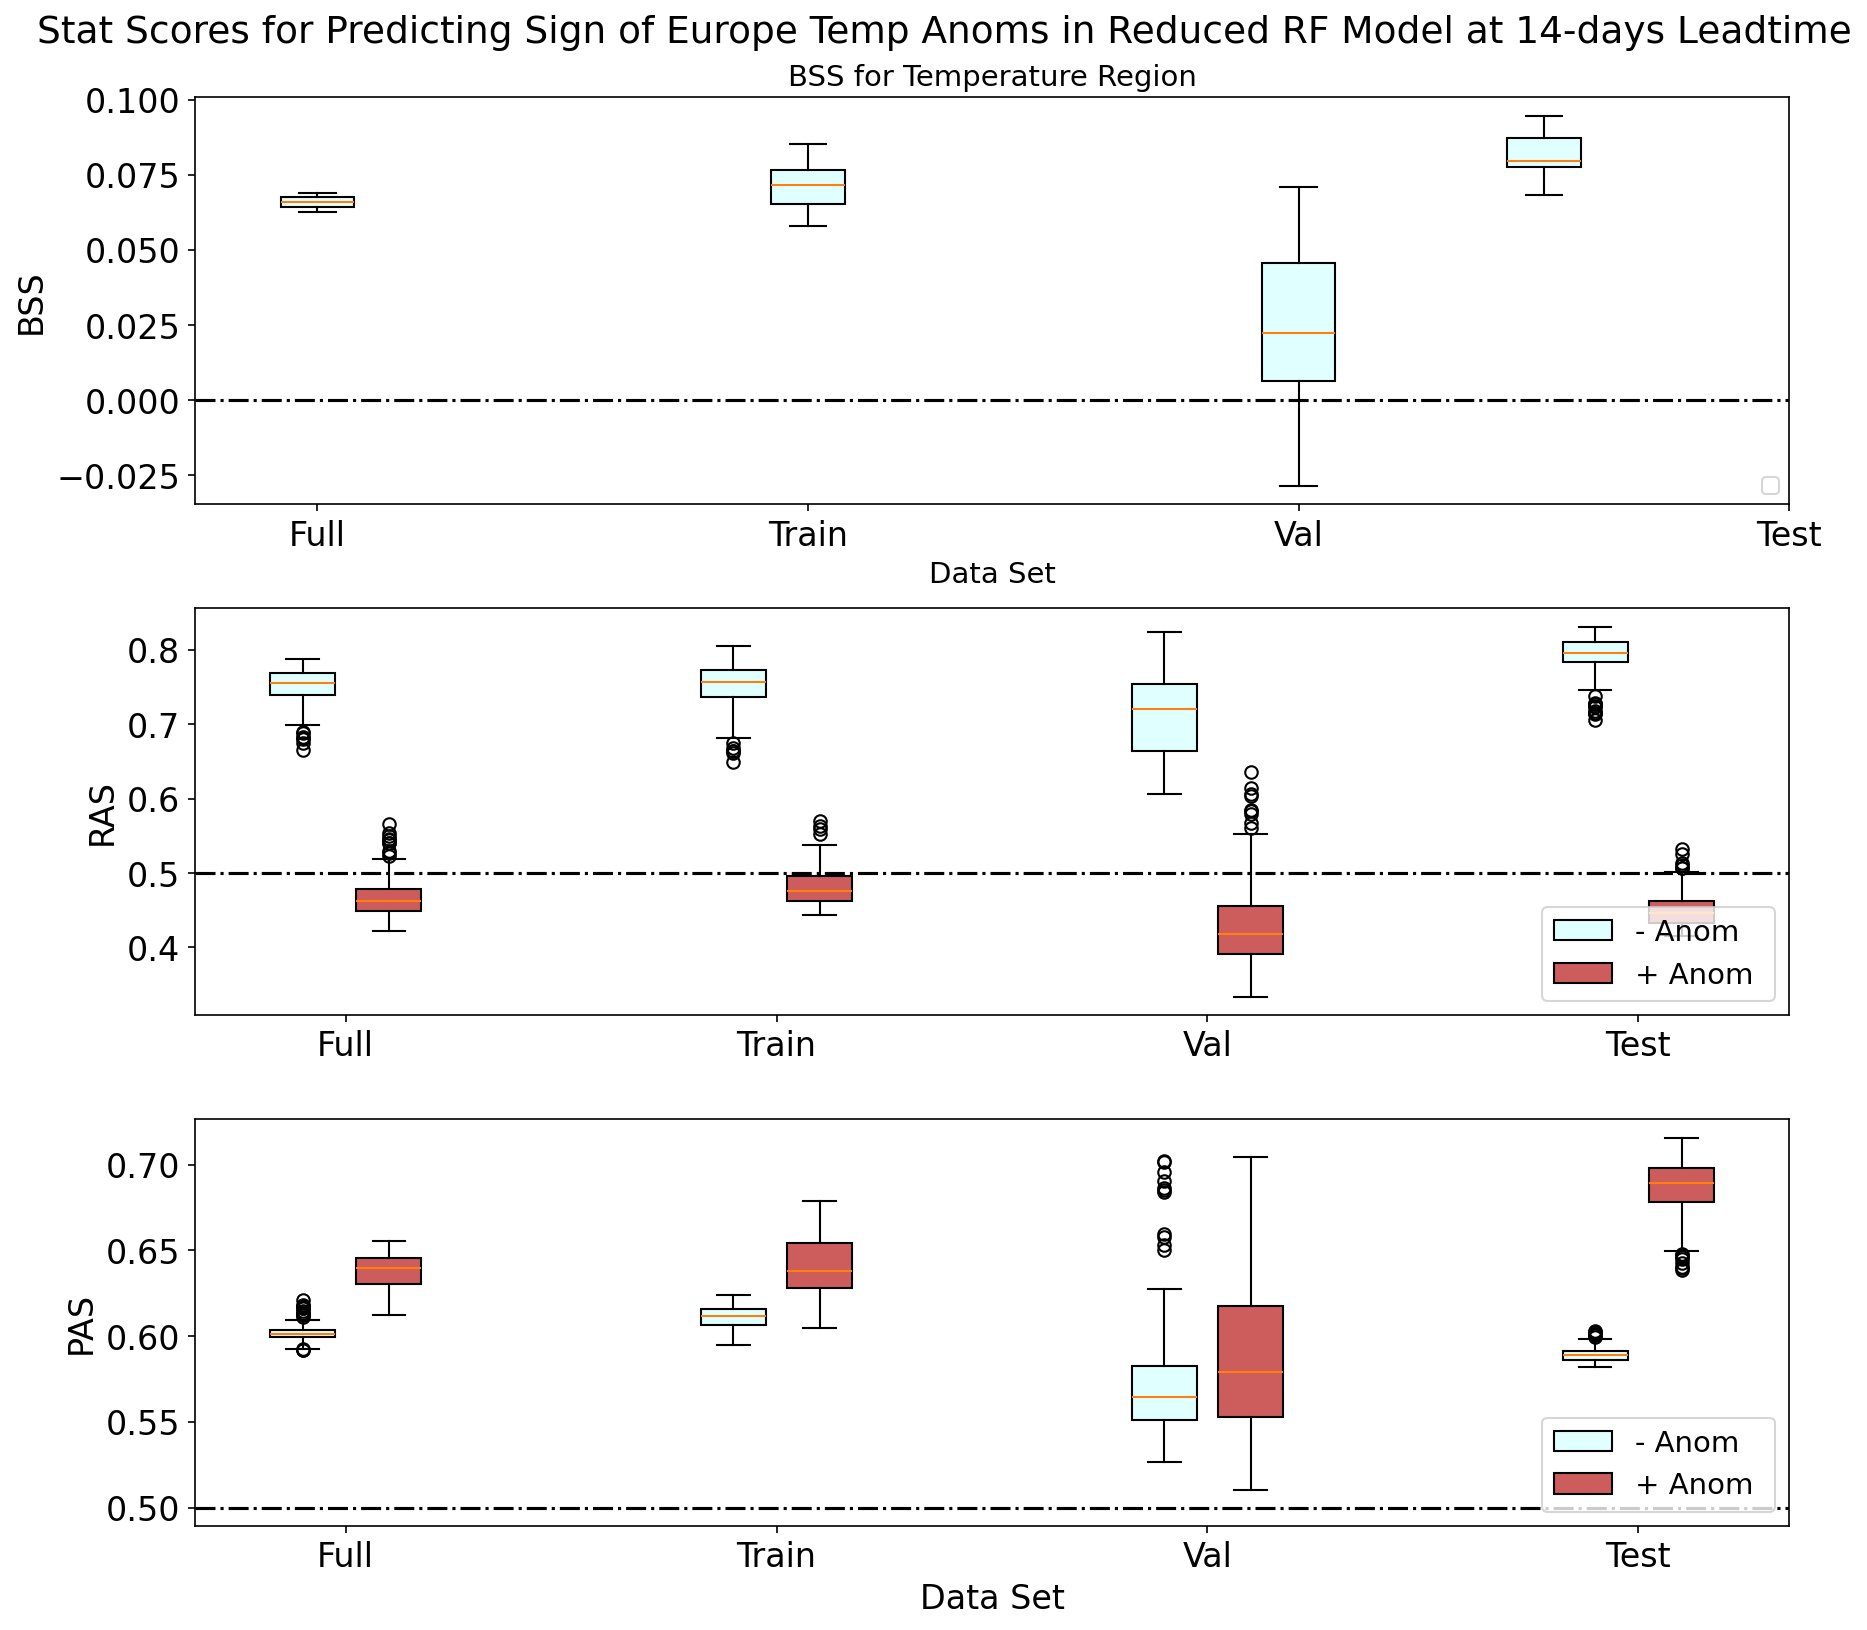 Stat Scores for Predicting Sign of Europe Temp Anoms in Reduced RF Model at 14-days Leadtime
BSS for Temperature Region
0.100
0.075
0.050
0.025
0.000
−0.025
BSS
Full Train Val Test
Data Set
0.8
0.7
0.6
0.5
0.4
RAS
- Anom
+ Anom
Full Train Val Test
0.70
0.65
0.60
0.55
0.50
PAS
- Anom
+ Anom
Full Train Val Test
Data Set